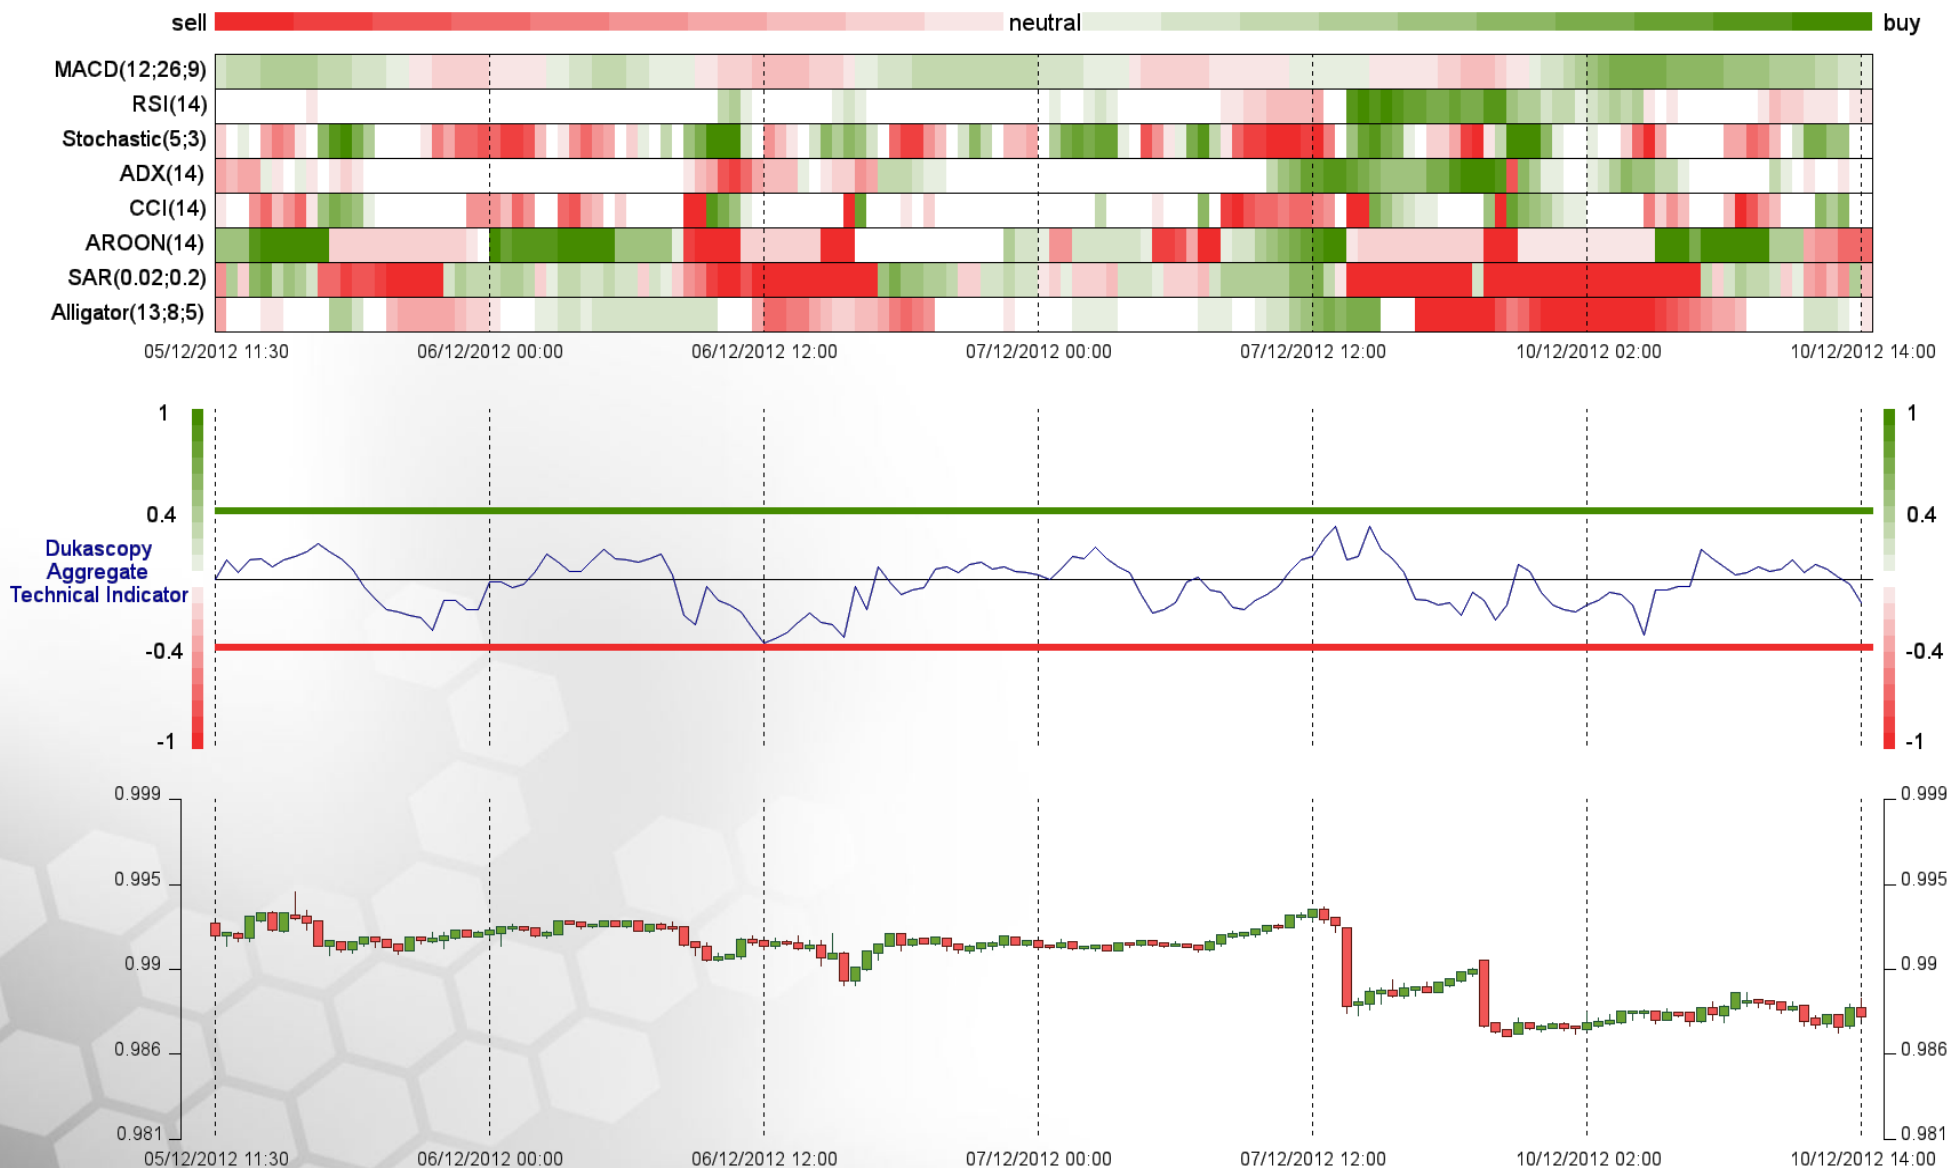 sell neutral buy
MACD(12;26;9)
RSI(14)
Stochastic(5;3)
ADX(14)
CCI(14)
AROON(14)
SAR(0.02;0.2)
Alligator(13;8;5)
05/12/2012 11:30 06/12/2012 00:00 06/12/2012 12:00 07/12/2012 00:00 07/12/2012 12:00 10/12/2012 02:00 10/12/2012 14:00
1 1
0.4 0.4
Dukascopy
Aggregate
Technical Indicator
-0.4 -0.4
-1 -1
0.999 0.999
0.995 0.995
0.99 0.99
0.986 0.986
0.981 0.981
05/12/2012 11:30 06/12/2012 00:00 06/12/2012 12:00 07/12/2012 00:00 07/12/2012 12:00 10/12/2012 02:00 10/12/2012 14:00